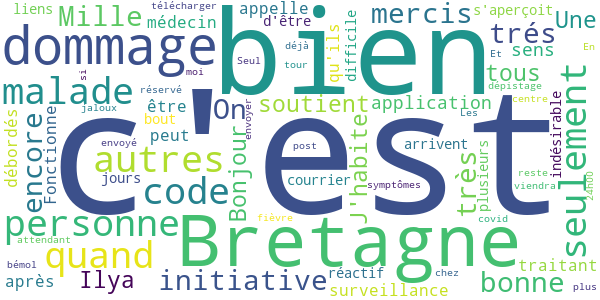 liens
télécharger
appelle
mercis
s'aperçoit
Mille
médecin
d'être
Une
dommage
bien
qu'ils
difficile
trés
sens
déjà
Et
En
Seul
tour
si
moi
tous
malade
jaloux
réservé
être
On
soutient
application
dépistage
centre
c'est
envoyer
débordés
encore
Fonctionne
bout
peut
envoyé
Bonjour
post
J'habite
arrivent
Les
très
plusieurs
indésirable
seulement
24h00
autres
jours
code
courrier
symptômes
reste
viendra
personne
Bretagne
fièvre
covid
attendant
quand
bémol
après
Ilya
initiative
réactif
surveillance
chez
bonne
traitant
plus